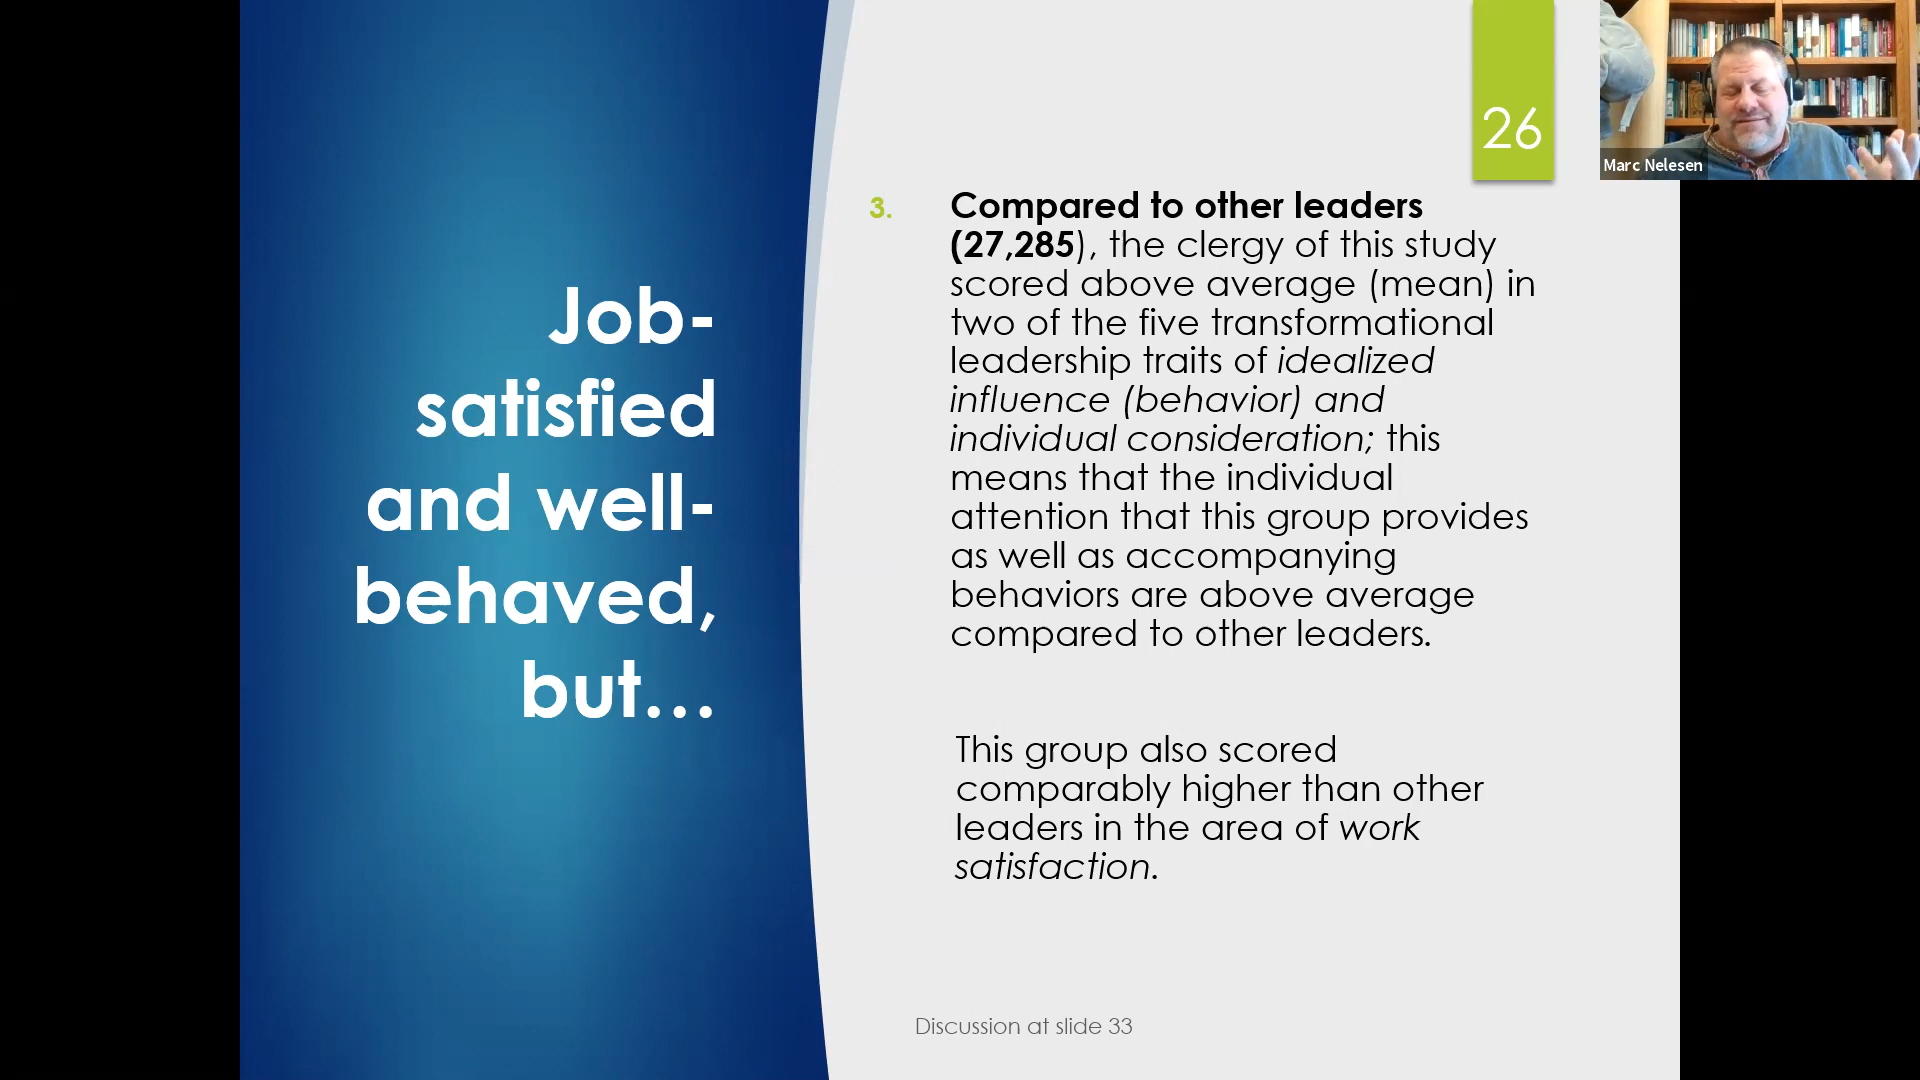 Job-
satisfied
and well-
behaved,
but...
26
Marc Nelesen
3. Compared to other leaders
(27,285), the clergy of this study
scored above average (mean) in
two of the five transformational
leadership traits of idealized
influence (behavior) and
individual consideration; this
means that the individual
attention that this group provides
as well as accompanying
behaviors are above average
compared to other leaders.
This group also scored
comparably higher than other
leaders in the area of work
satisfaction.
Discussion at slide 33